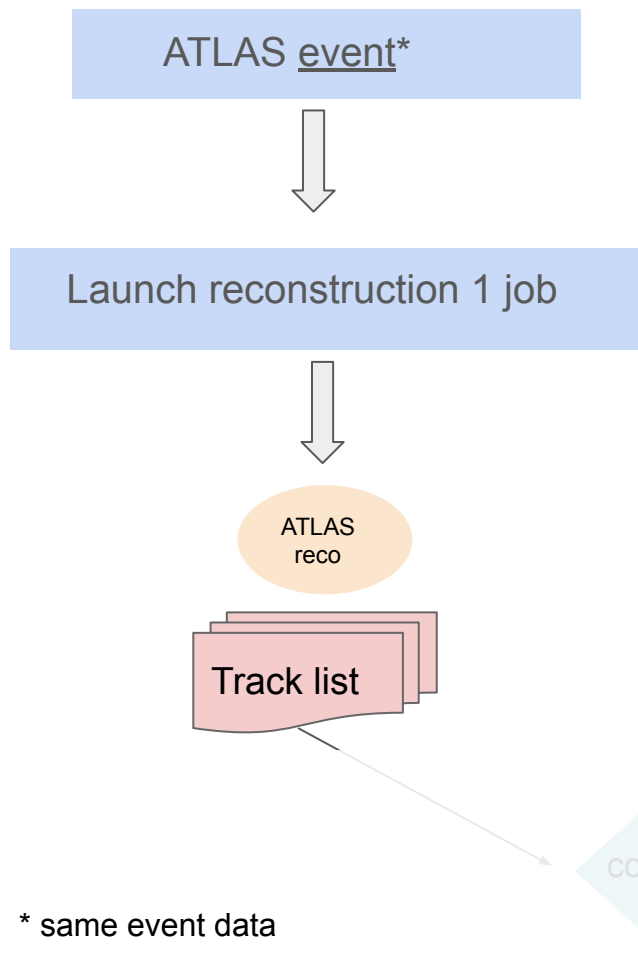 ATLAS event*
Launch reconstruction 1 job
ATLAS
reco
Track list
* same event data